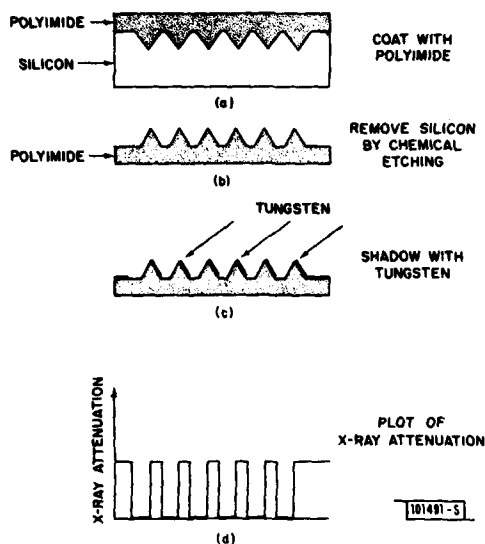 POLYIMIDE
SILICON
COAT WITH
POLYIMIDE
(a)
POLYIMIDE
REMOVE SILICON
BY CHEMICAL
ETCHING
(b)
TUNGSTEN
SHADOW WITH
TUNGSTEN
(c)
X-RAY ATTENUATION
PLOT OF
X-RAY ATTENUATION
101491-S
(d)